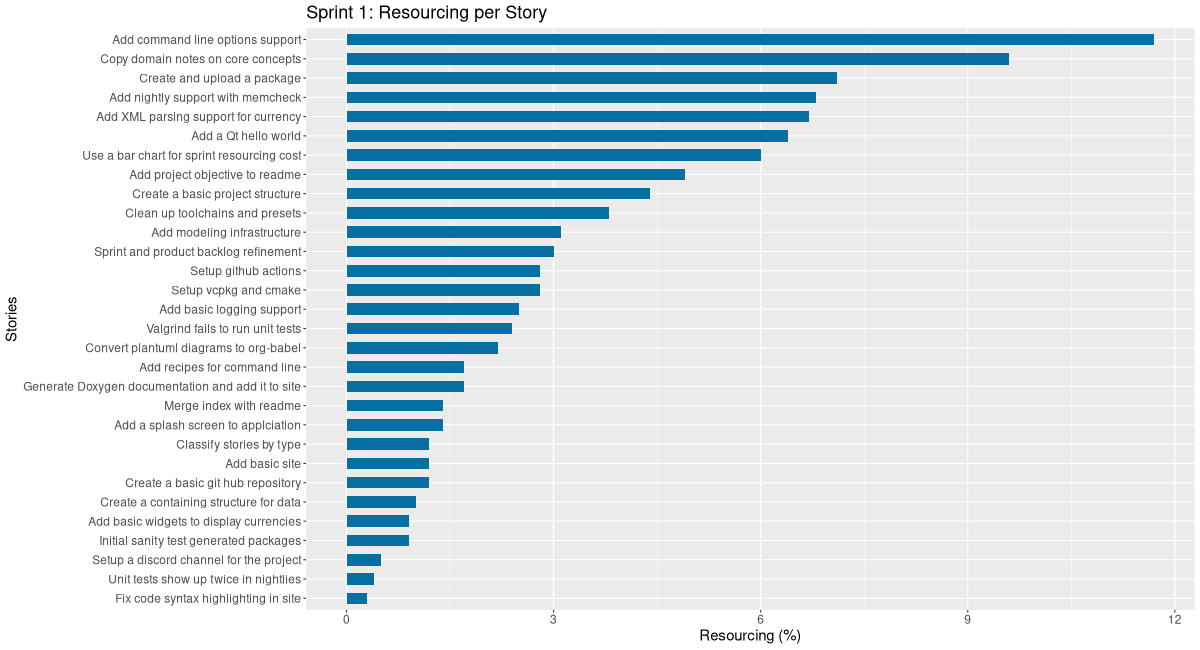 Sprint 1: Resourcing per Story
Add command line options support
Copy domain notes on core concepts
Create and upload a package
Add nightly support with memcheck
Add XML parsing support for currency
Add a Qt hello world
Use a bar chart for sprint resourcing cost
Add project objective to readme
Create a basic project structure
Clean up toolchains and presets
Add modeling infrastructure
Sprint and product backlog refinement
Setup github actions
Setup vcpkg and cmake
Add basic logging support
Valgrind fails to run unit tests
Convert plantuml diagrams to org-babel
Add recipes for command line
Generate Doxygen documentation and add it to site
Merge index with readme
Add a splash screen to applciation
Classify stories by type
Add basic site
Create a basic git hub repository
Create a containing structure for data
Add basic widgets to display currencies
Initial sanity test generated packages
Setup a discord channel for the project
Unit tests show up twice in nightlies
Fix code syntax highlighting in site
Stories
0 3 6 9 12
Resourcing (%)